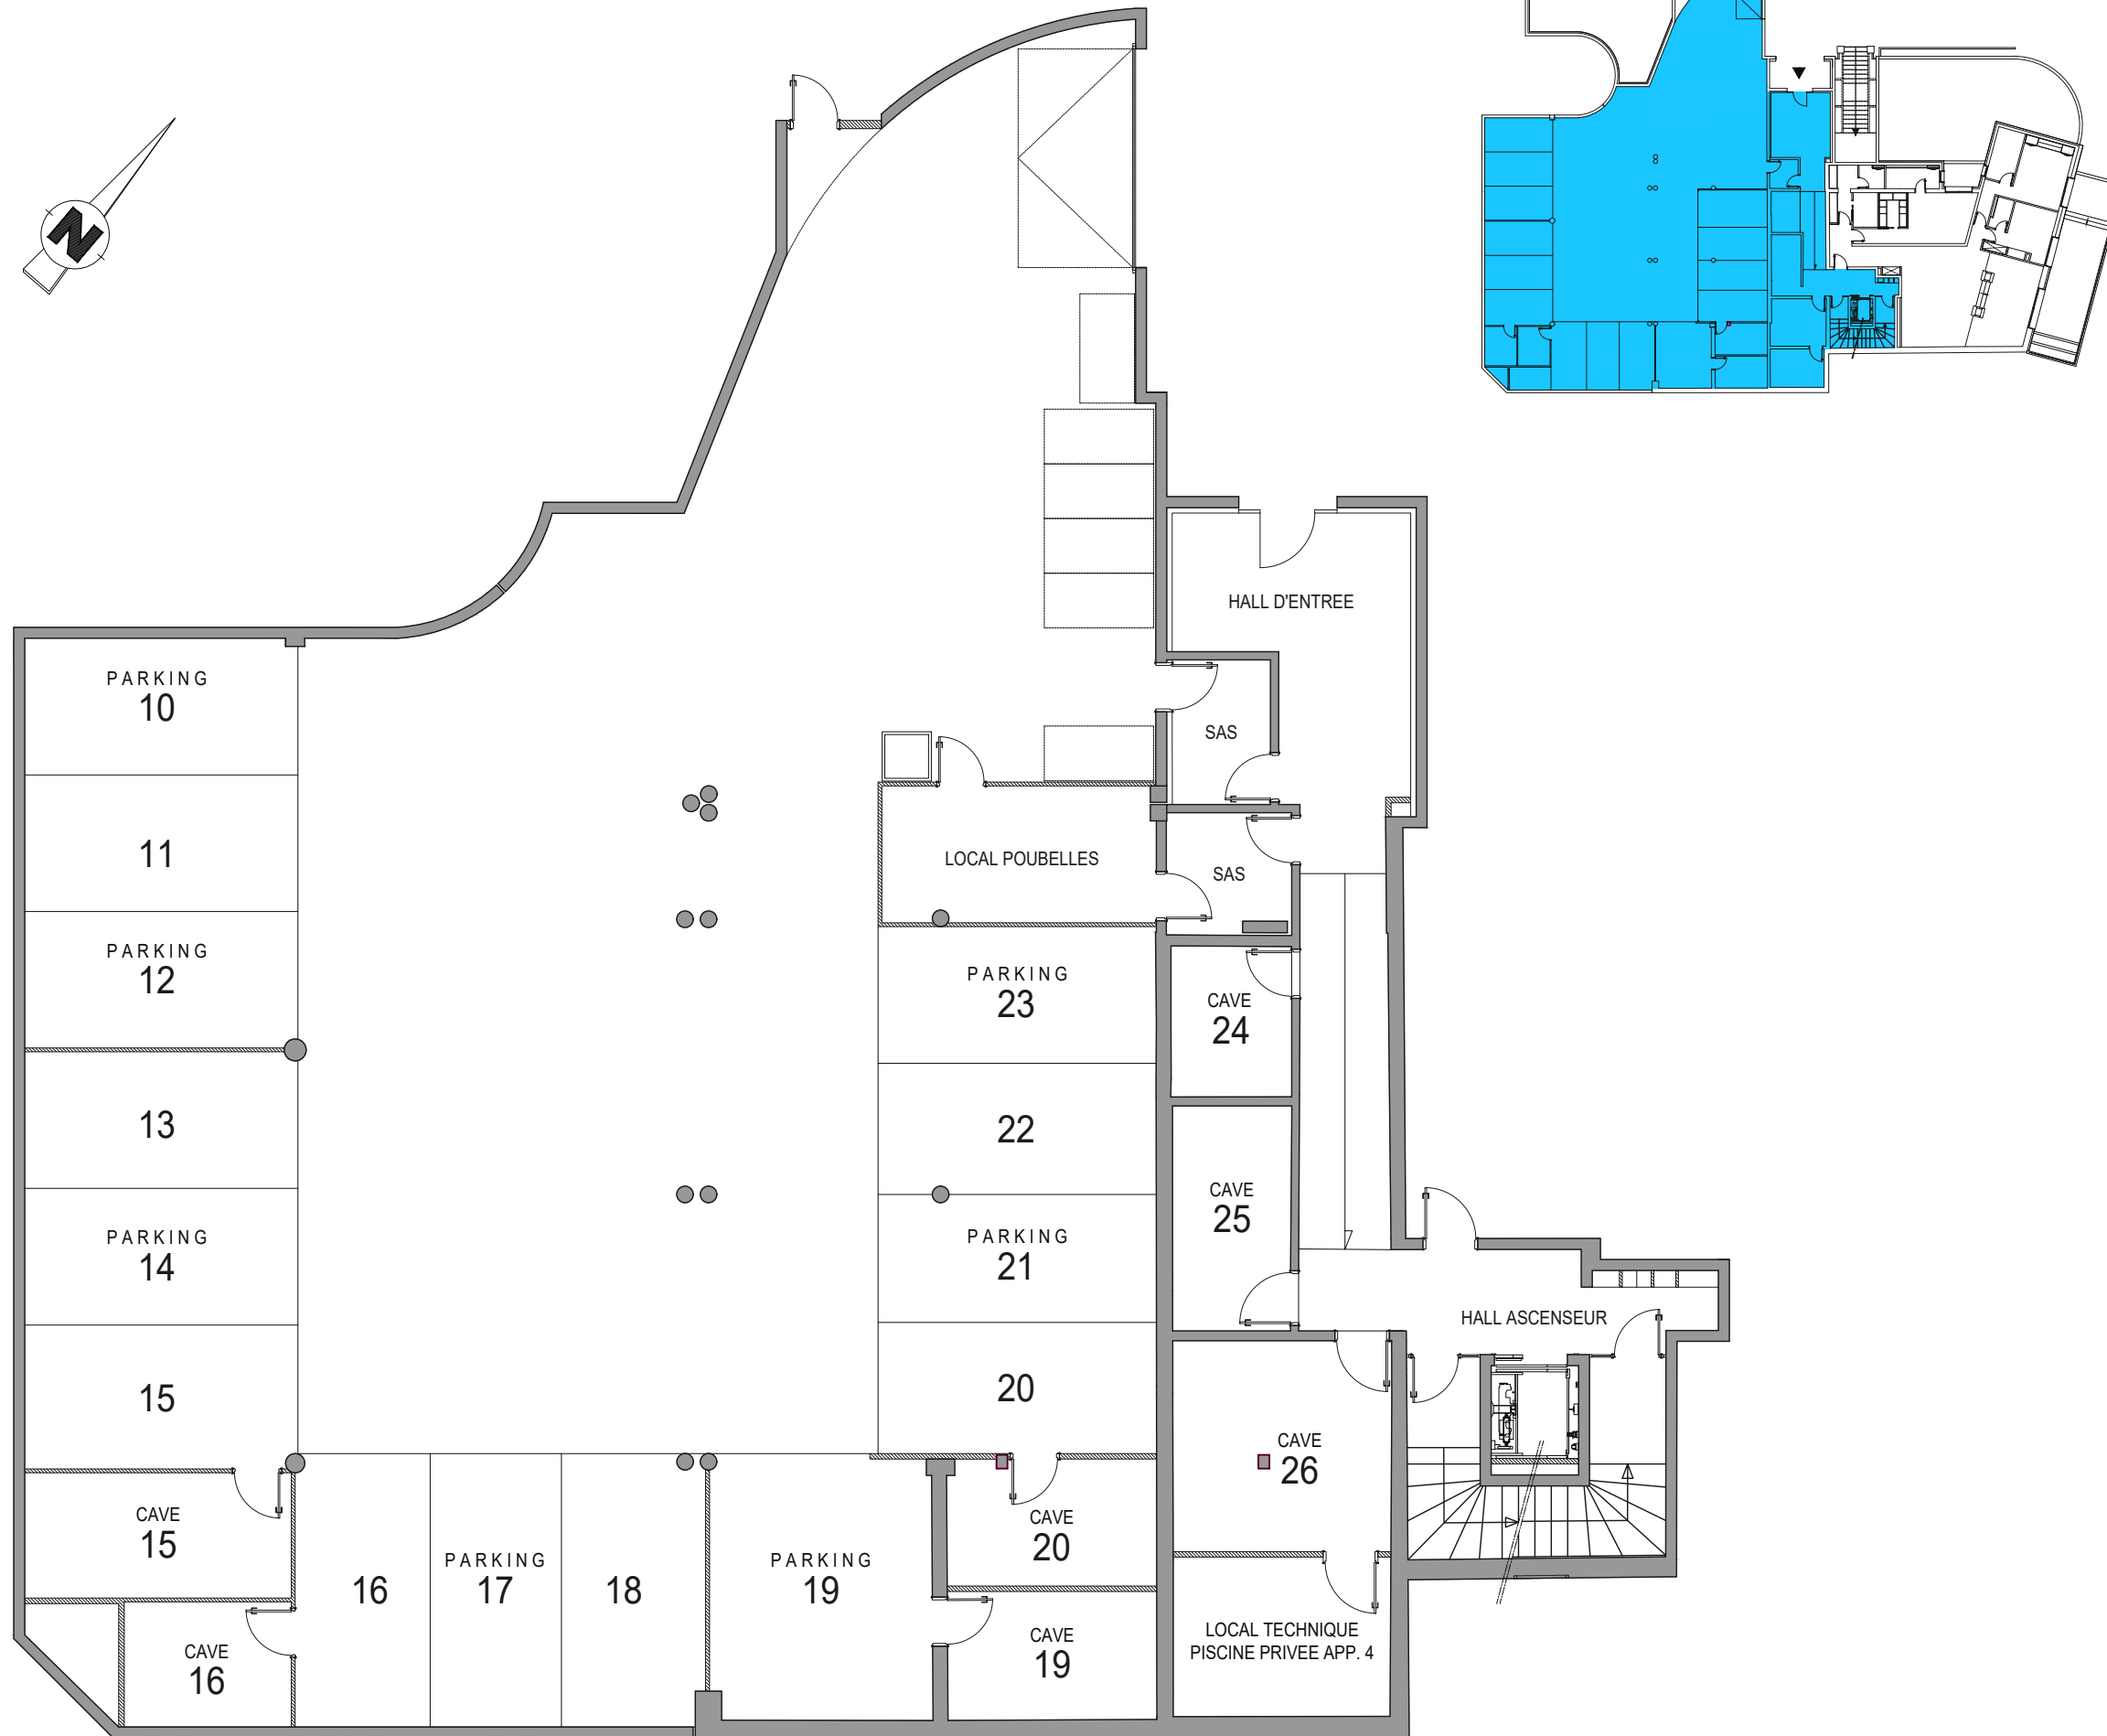 N
HALL D'ENTREE
PARKING
10
SAS
11
LOCAL POUBELLES
SAS
PARKING
12
PARKING
23
CAVE
24
13
22
CAVE
25
PARKING
14
PARKING
21
HALL ASCENSEUR
15
20
CAVE
26
CAVE
15
16
PARKING
17
18
PARKING
19
CAVE
20
CAVE
16
CAVE
19
LOCAL TECHNIQUE
PISCINE PRIVEE APP. 4